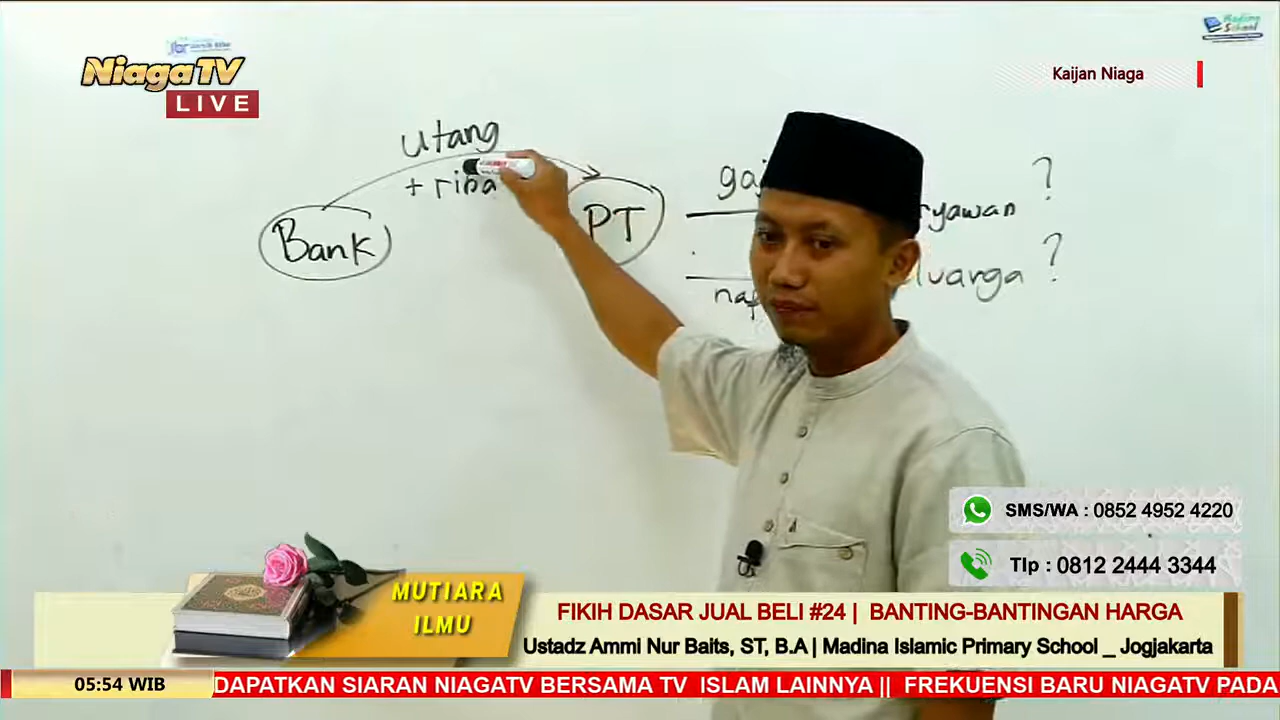 NiagaTV
LIVE
Kaijan Niaga
utang
+ riba
Bank
PT
?
?
SMS/WA : 0852 4952 4220
Tlp : 0812 2444 3344
MUTIARA
ILMU
FIKIH DASAR JUAL BELI #24 | BANTING-BANTINGAN HARGA
Ustadz Ammi Nur Baits, ST, B.A | Madina Islamic Primary School _ Jogjakarta
05:54 WIB
DAPATKAN SIARAN NIAGATV BERSAMA TV ISLAM LAINNYA || FREKUENSI BARU NIAGATV PADA